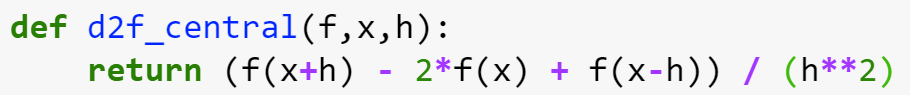 def d2f_central(f,x,h):
    return (f(x+h) - 2*f(x) + f(x-h)) / (h**2)